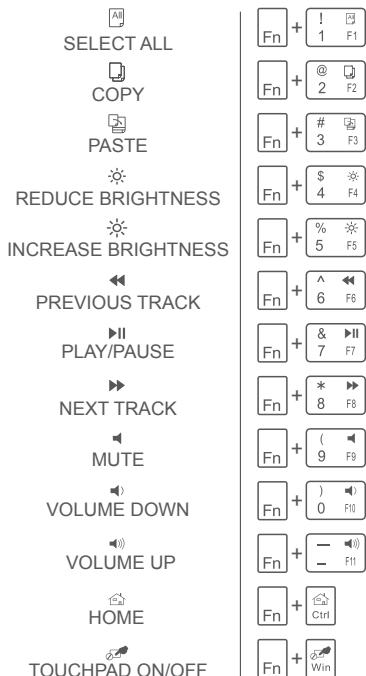 All All
SELECT ALL Fn + ! 1 F1
COPY Fn + @ 2 F2
PASTE Fn + # 3 F3
REDUCE BRIGHTNESS Fn + $ 4 F4
INCREASE BRIGHTNESS Fn + % 5 F5
PREVIOUS TRACK Fn + ^ 6 F6
PLAY/PAUSE Fn + & 7 F7
NEXT TRACK Fn + * 8 F8
MUTE Fn + ( 9 F9
VOLUME DOWN Fn + ) 0 F10
VOLUME UP Fn + — – F11
HOME Fn + Ctrl
TOUCHPAD ON/OFF Fn + Win